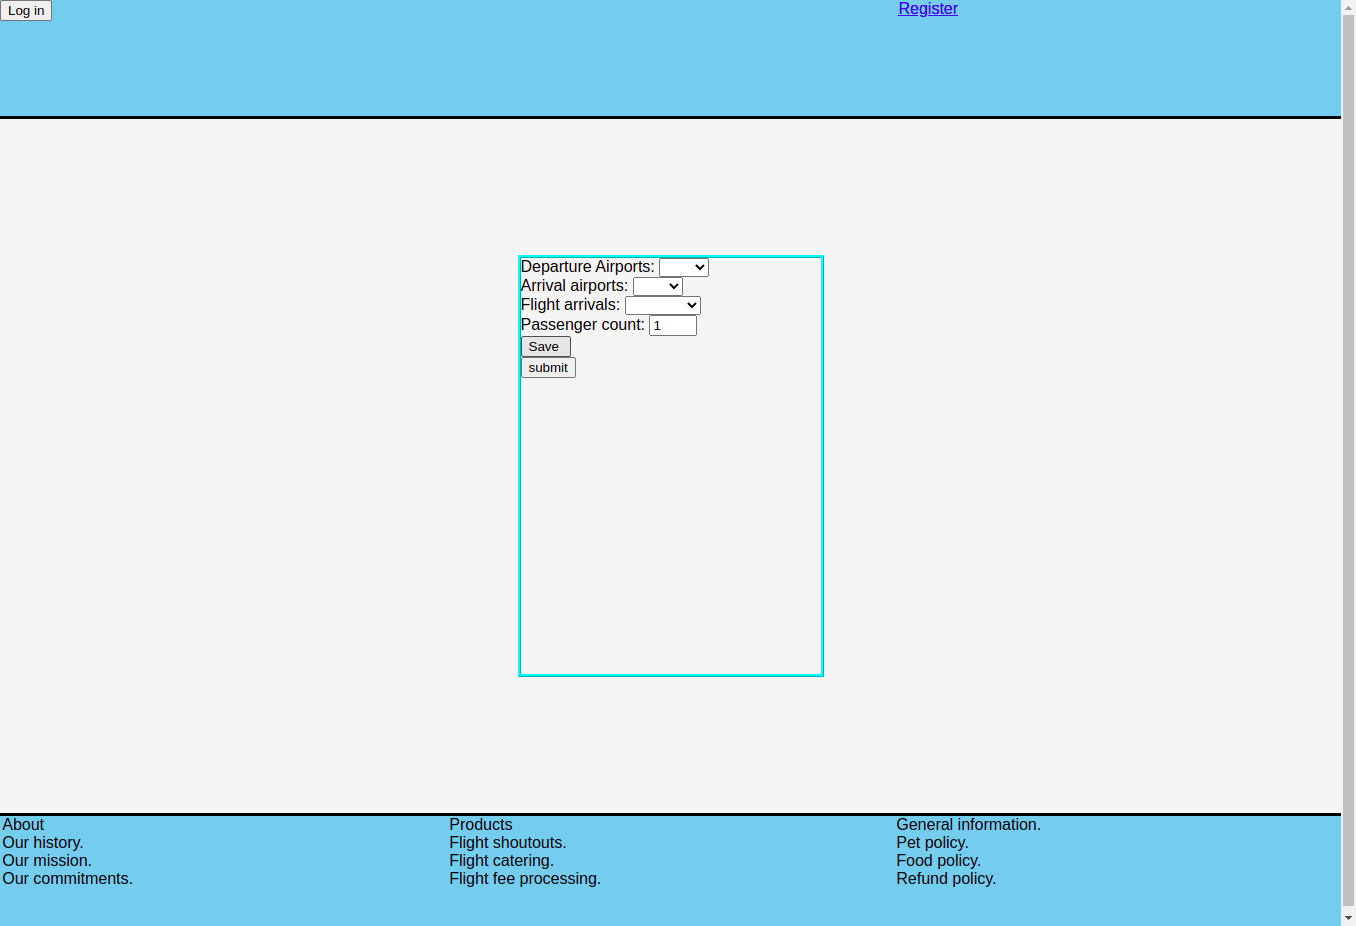 Log in
Register
Departure Airports:
Arrival airports:
Flight arrivals:
Passenger count: 1
Save
submit
About
Our history.
Our mission.
Our commitments.
Products
Flight shoutouts.
Flight catering.
Flight fee processing.
General information.
Pet policy.
Food policy.
Refund policy.